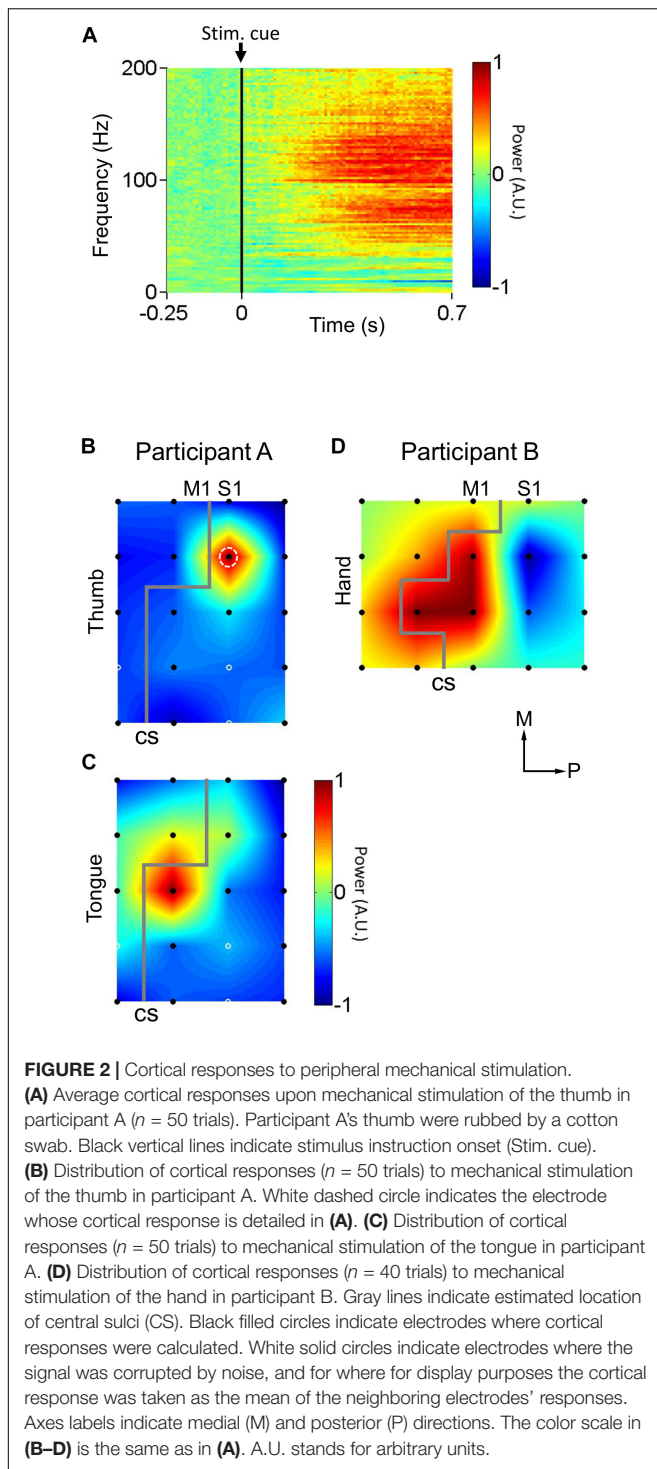 A
Stim. cue
200
100
0
Frequency (Hz)
-0.25
0
0.7
Time (s)
1
0
-1
Power (A.U.)
B
Participant A
D
Participant B
M1 S1
M1
S1
Thumb
Hand
CS
CS
M
P
C
Tongue
CS
1
0
-1
Power (A.U.)
FIGURE 2 | Cortical responses to peripheral mechanical stimulation.
(A) Average cortical responses upon mechanical stimulation of the thumb in
participant A (n = 50 trials). Participant A's thumb were rubbed by a cotton
swab. Black vertical lines indicate stimulus instruction onset (Stim. cue).
(B) Distribution of cortical responses (n = 50 trials) to mechanical stimulation
of the thumb in participant A. White dashed circle indicates the electrode
whose cortical response is detailed in (A). (C) Distribution of cortical
responses (n = 50 trials) to mechanical stimulation of the tongue in participant
A. (D) Distribution of cortical responses (n = 40 trials) to mechanical
stimulation of the hand in participant B. Gray lines indicate estimated location
of central sulci (CS). Black filled circles indicate electrodes where cortical
responses were calculated. White solid circles indicate electrodes where the
signal was corrupted by noise, and for where for display purposes the cortical
response was taken as the mean of the neighboring electrodes' responses.
Axes labels indicate medial (M) and posterior (P) directions. The color scale in
(B–D) is the same as in (A). A.U. stands for arbitrary units.